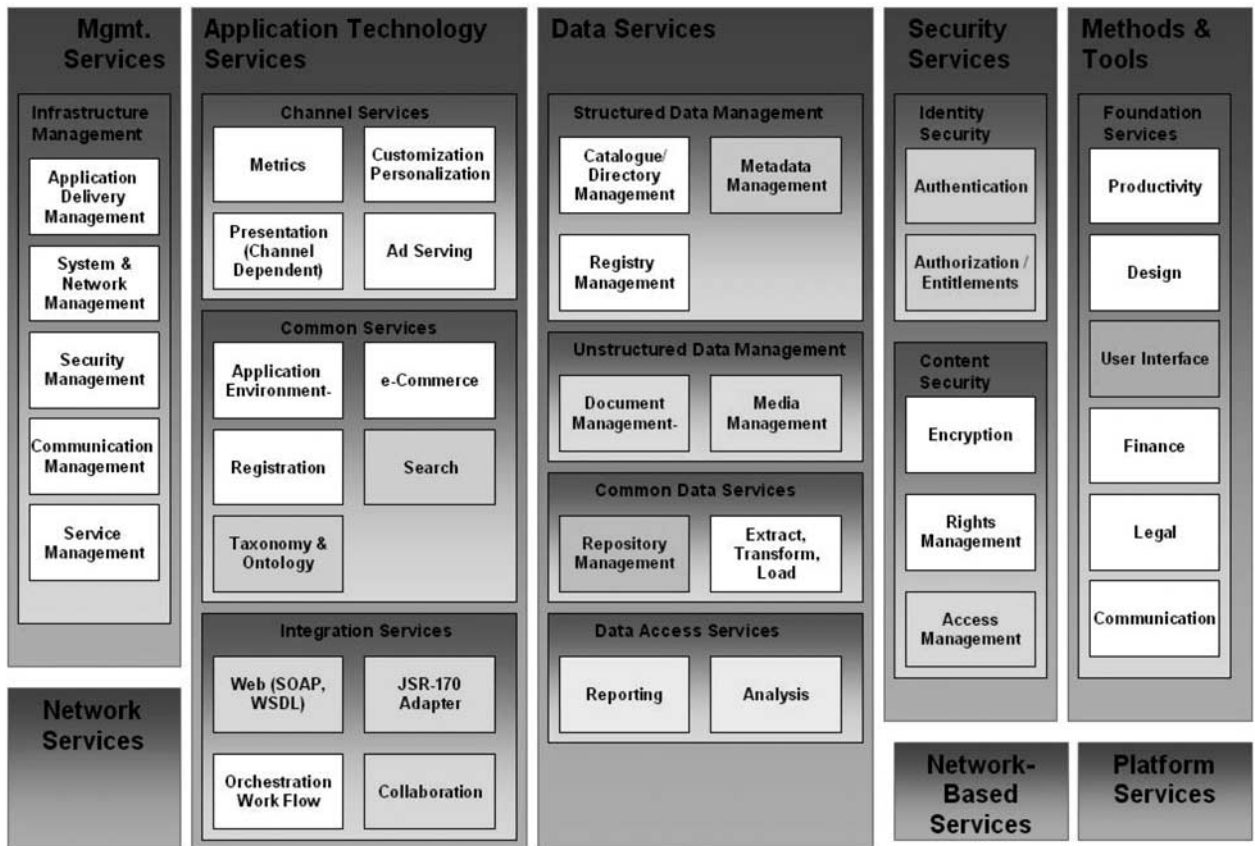 Mgmt.
Services
Infrastructure
Management
Application
Delivery
Management
System &
Network
Management
Security
Management
Communication
Management
Service
Management
Network
Services
Application Technology
Services
Channel Services
Metrics
Customization
Personalization
Presentation
(Channel
Dependent)
Ad Serving
Common Services
Application
Environment-
e-Commerce
Registration
Search
Taxonomy &
Ontology
Integration Services
Web (SOAP,
WSDL)
JSR-170
Adapter
Orchestration
Work Flow
Collaboration
Data Services
Structured Data Management
Catalogue/
Directory
Management
Metadata
Management
Registry
Management
Unstructured Data Management
Document
Management-
Media
Management
Common Data Services
Repository
Management
Extract,
Transform,
Load
Data Access Services
Reporting
Analysis
Security
Services
Identity
Security
Authentication
Authorization /
Entitlements
Content
Security
Encryption
Rights
Management
Access
Management
Network-
Based
Services
Methods &
Tools
Foundation
Services
Productivity
Design
User Interface
Finance
Legal
Communication
Platform
Services